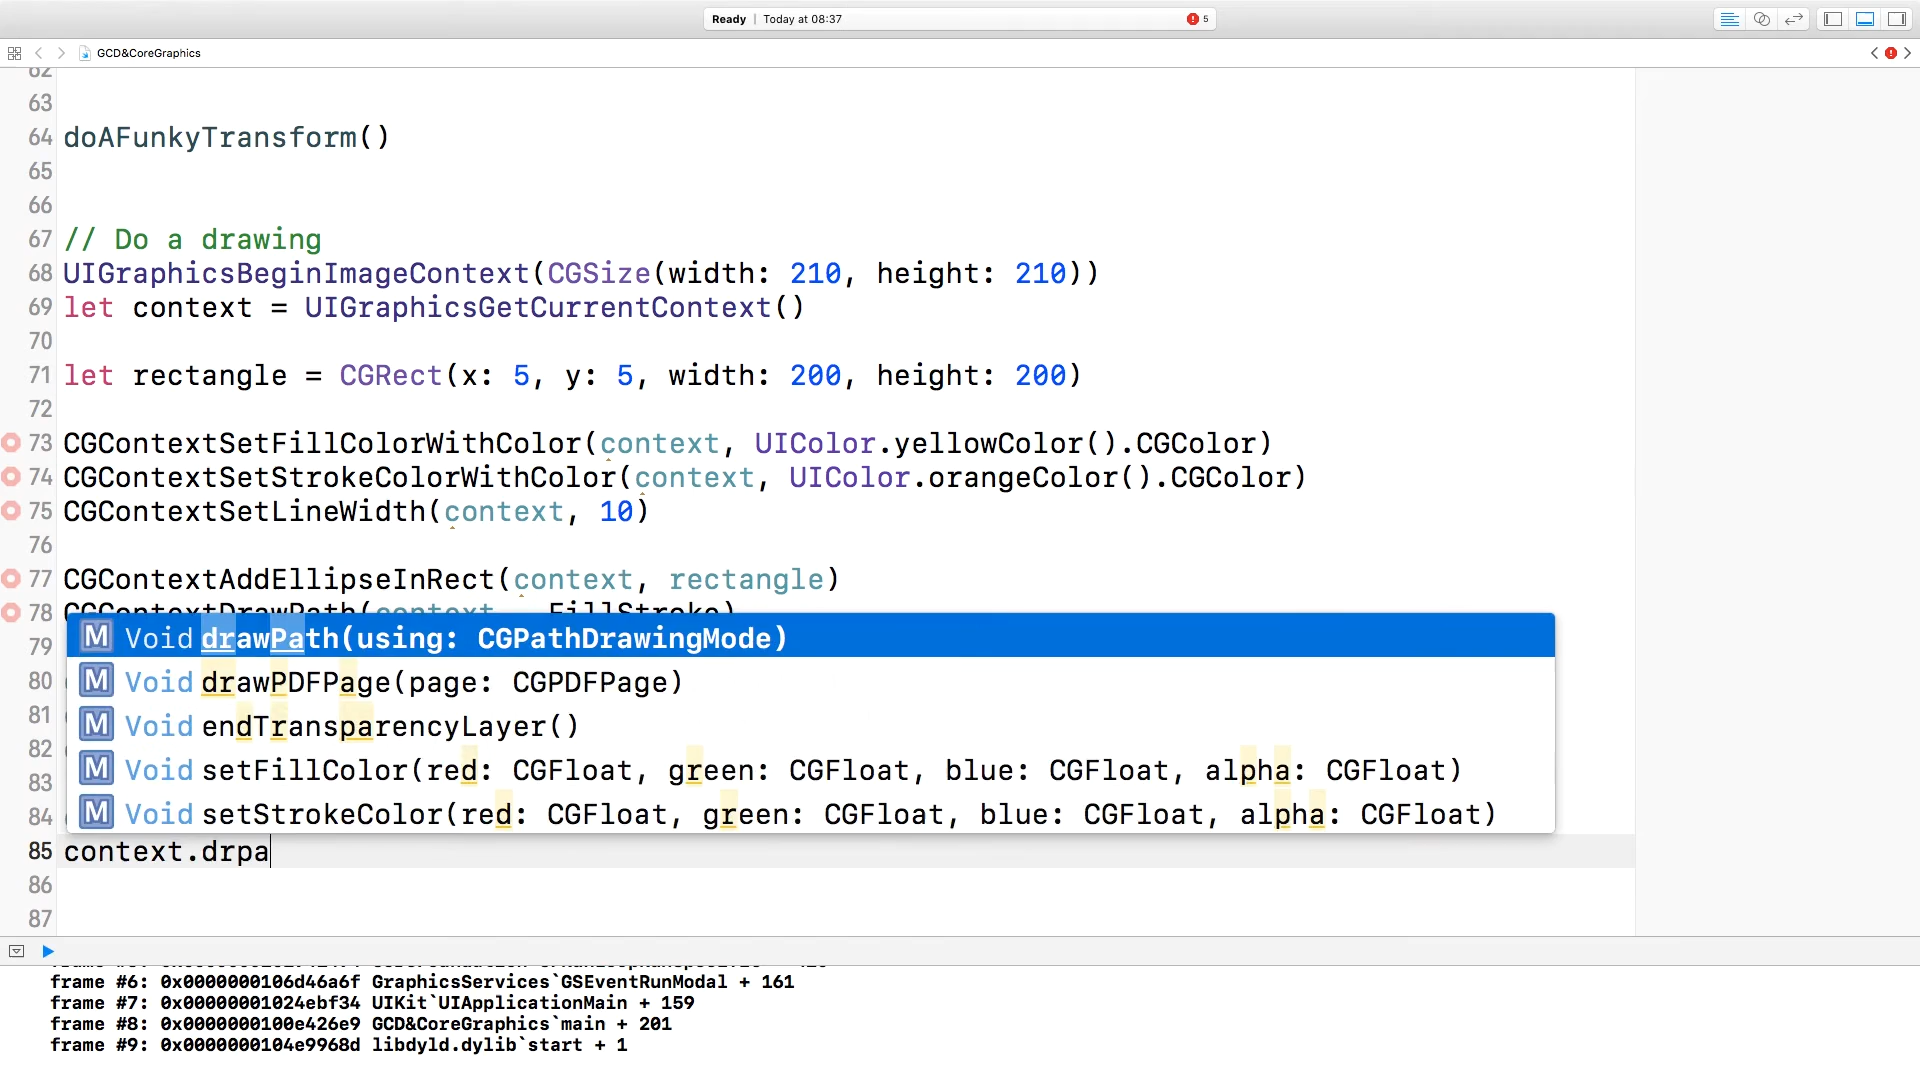 Ready | Today at 08:37 5
GCD&CoreGraphics
62
63
64 doAFunkyTransform()
65
66
67 // Do a drawing
68 UIGraphicsBeginImageContext(CGSize(width: 210, height: 210))
69 let context = UIGraphicsGetCurrentContext()
70
71 let rectangle = CGRect(x: 5, y: 5, width: 200, height: 200)
72
73 CGContextSetFillColorWithColor(context, UIColor.yellowColor().CGColor)
74 CGContextSetStrokeColorWithColor(context, UIColor.orangeColor().CGColor)
75 CGContextSetLineWidth(context, 10)
76
77 CGContextAddEllipseInRect(context, rectangle)
78 CGContextDrawPath(context, .FillStroke)
79 M Void drawPath(using: CGPathDrawingMode)
80 M Void drawPDFPage(page: CGPDFPage)
81 M Void endTransparencyLayer()
82
83 M Void setFillColor(red: CGFloat, green: CGFloat, blue: CGFloat, alpha: CGFloat)
84 M Void setStrokeColor(red: CGFloat, green: CGFloat, blue: CGFloat, alpha: CGFloat)
85 context.drpa
86
87
frame #6: 0x0000000106d46a6f GraphicsServices`GSEventRunModal + 161
frame #7: 0x00000001024ebf34 UIKit`UIApplicationMain + 159
frame #8: 0x0000000100e426e9 GCD&CoreGraphics`main + 201
frame #9: 0x0000000104e9968d libdyld.dylib`start + 1